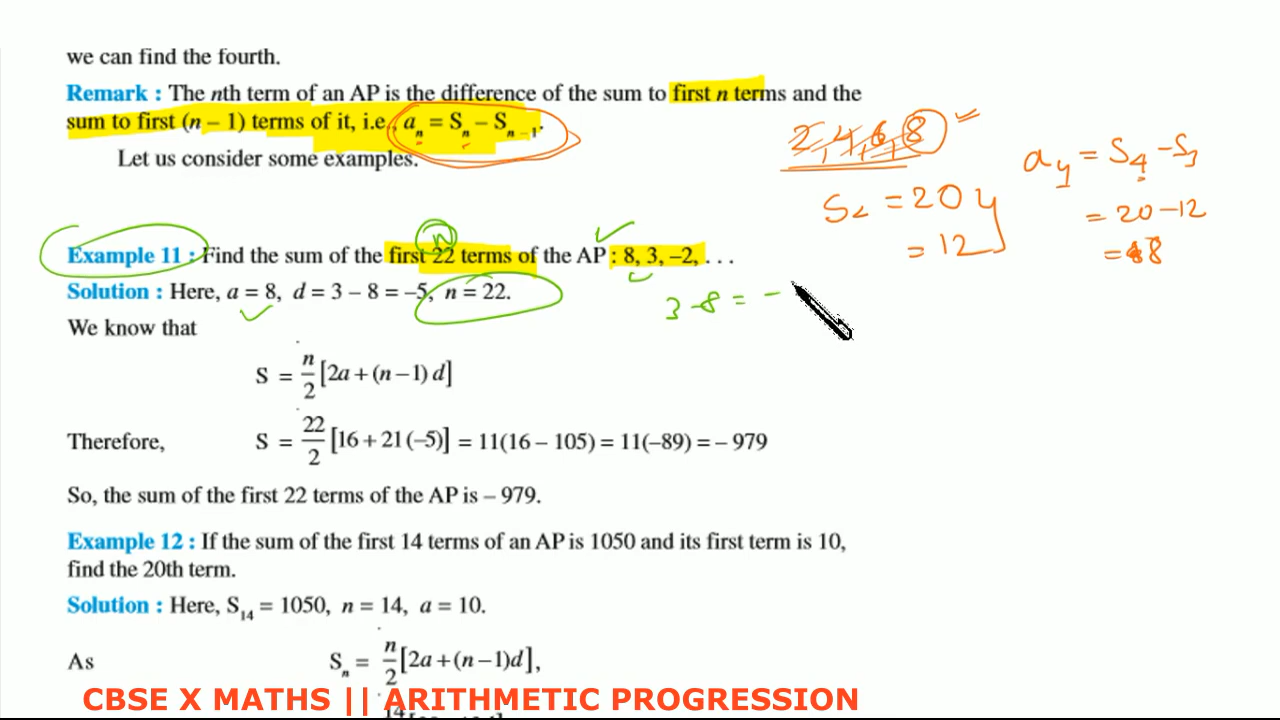 we can find the fourth.
Remark : The nth term of an AP is the difference of the sum to first n terms and the
sum to first (n – 1) terms of it, i.e., aₙ = Sₙ – Sₙ₋₁.
Let us consider some examples.
2, 4, 6, 8
= 20
= 12
a₄ = S₄ – S₃
= 20 – 12
= 8
n
Example 11 : Find the sum of the first 22 terms of the AP : 8, 3, –2, . . .
Solution : Here, a = 8, d = 3 – 8 = –5, n = 22.
3 – 8 = –
We know that
S = n/2 [2a + (n – 1) d]
Therefore, S = 22/2 [16 + 21 (–5)] = 11(16 – 105) = 11(–89) = – 979
So, the sum of the first 22 terms of the AP is – 979.
Example 12 : If the sum of the first 14 terms of an AP is 1050 and its first term is 10,
find the 20th term.
Solution : Here, S₁₄ = 1050, n = 14, a = 10.
As Sₙ = n/2 [2a + (n – 1)d],
14
CBSE X MATHS || ARITHMETIC PROGRESSION